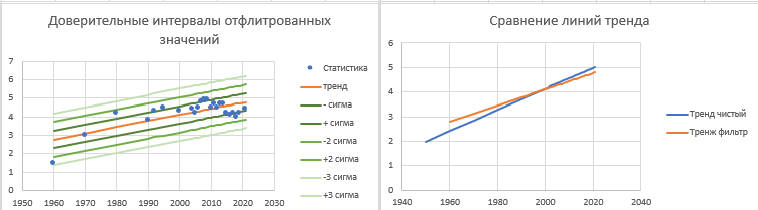 Доверительные интервалы отфлитрованных
значений
7
6
5
4
3
2
1
0
1950 1960 1970 1980 1990 2000 2010 2020 2030
Статистика
тренд
- сигма
+ сигма
-2 сигма
+2 сигма
-3 сигма
+3 сигма
Сравнение линий тренда
6
5
4
3
2
1
0
1940 1960 1980 2000 2020 2040
Тренд чистый
Тренж фильтр